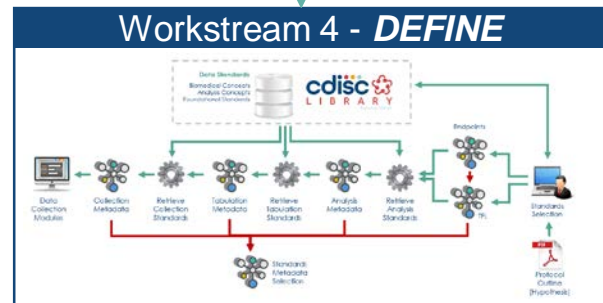 Workstream 4 - DEFINE
Data Standards
Biomedical Concepts
Analysis Concepts
Foundational Standards
cdisc
LIBRARY
Endpoints
Data
Collection
Modules
Collection
Metadata
Retrieve
Collection
Standards
Tabulation
Metadata
Retrieve
Tabulation
Standards
Analysis
Metadata
Retrieve
Analysis
Standards
TFL
Standards
Selection
Standards
Metadata
Selection
Protocol
Outline
(Hypothesis)